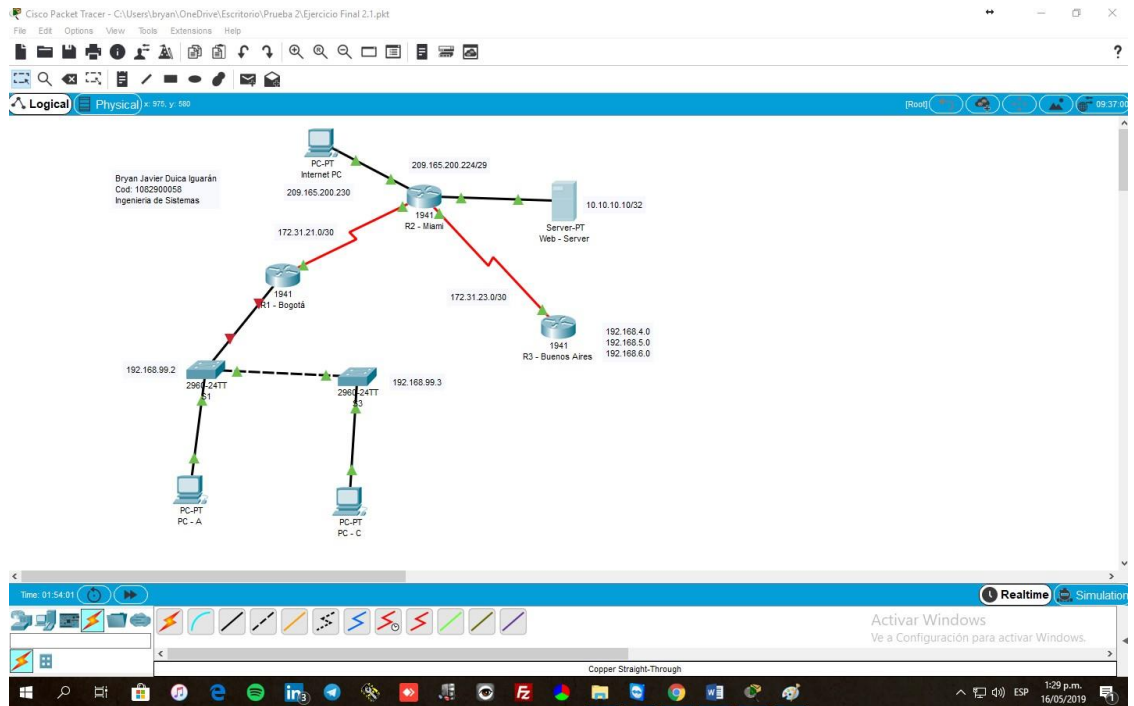 Cisco Packet Tracer - C:\Users\bryan\OneDrive\Escritorio\Prueba 2\Ejercicio Final 2.1.pkt
File Edit Options View Tools Extensions Help
Logical
Physical
x: 975, y: 580
[Root]
09:37:00
PC-PT
Internet PC
209.165.200.224/29
Bryan Javier Duica Iguarán
Cod: 1082900058
Ingenieria de Sistemas
209.165.200.230
1941
R2 - Miami
10.10.10.10/32
Server-PT
Web - Server
172.31.21.0/30
1941
R1 - Bogotá
172.31.23.0/30
1941
R3 - Buenos Aires
192.168.4.0
192.168.5.0
192.168.6.0
192.168.99.2
2960-24TT
S1
2960-24TT
S3
192.168.99.3
PC-PT
PC - A
PC-PT
PC - C
Time: 01:54:01
Realtime
Simulation
Activar Windows
Ve a Configuración para activar Windows.
Copper Straight-Through
ESP
1:29 p.m.
16/05/2019